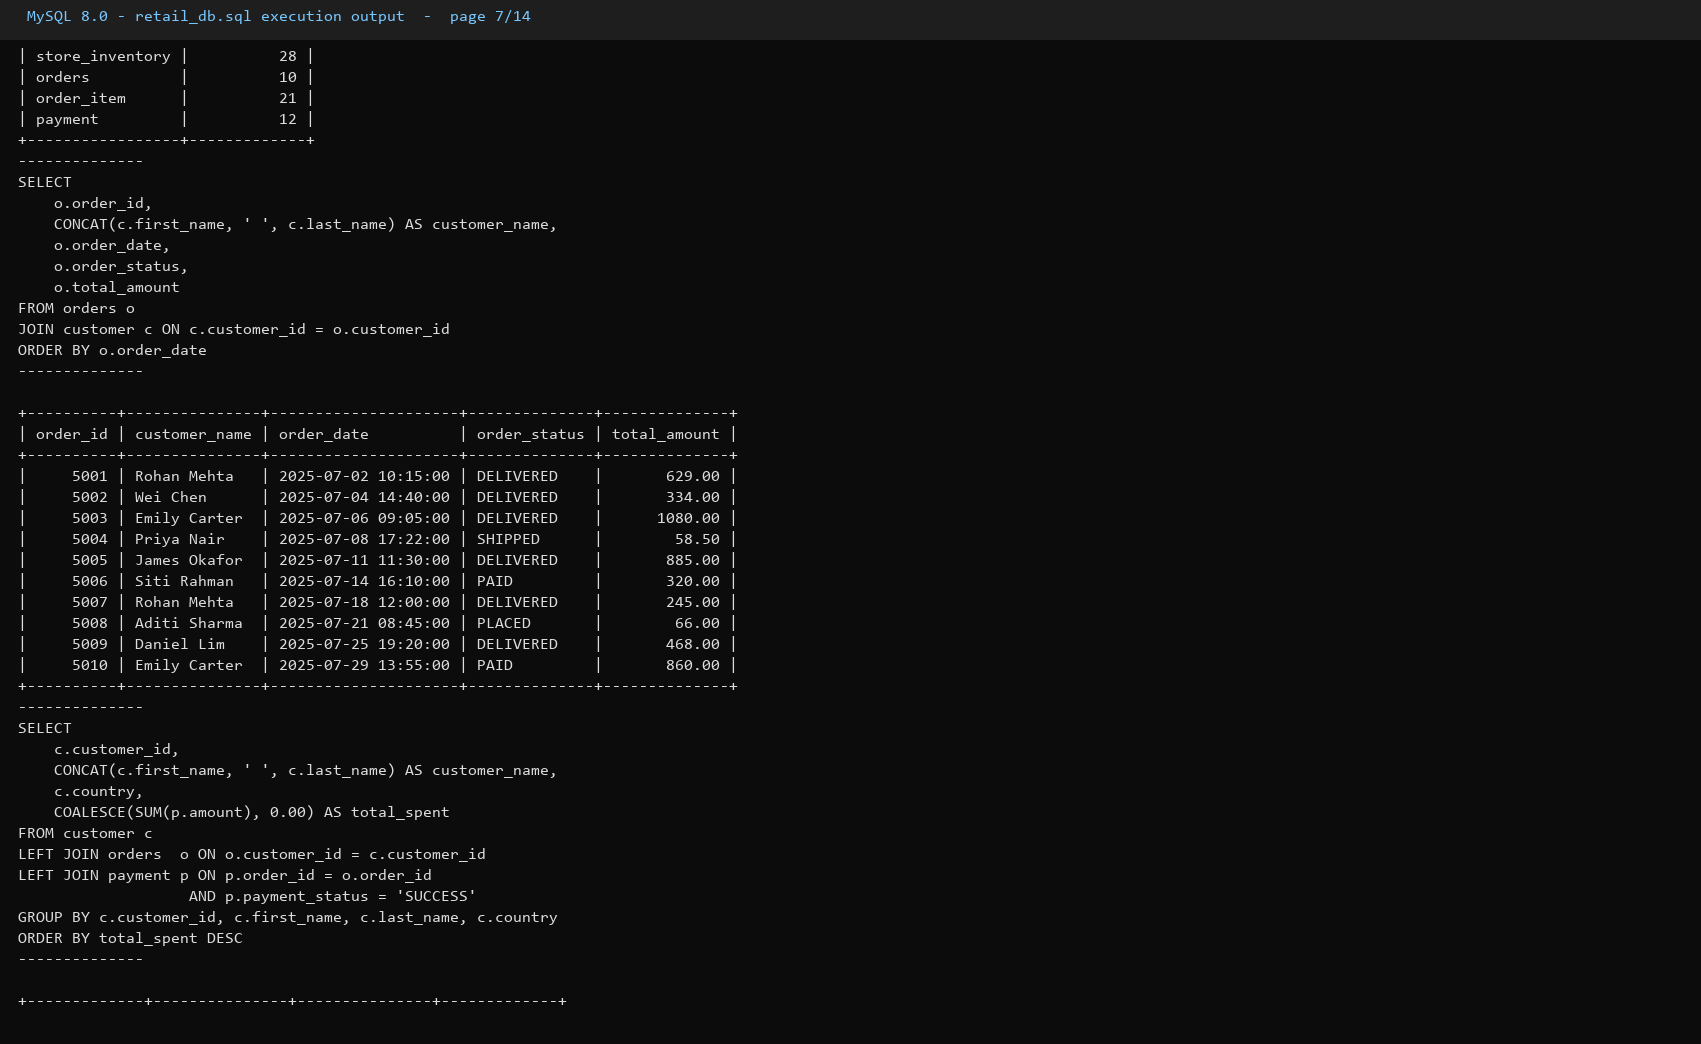 MySQL 8.0 - retail_db.sql execution output  -  page 7/14
| store_inventory |          28 |
| orders          |          10 |
| order_item      |          21 |
| payment         |          12 |
+-----------------+-------------+
--------------
SELECT
    o.order_id,
    CONCAT(c.first_name, ' ', c.last_name) AS customer_name,
    o.order_date,
    o.order_status,
    o.total_amount
FROM orders o
JOIN customer c ON c.customer_id = o.customer_id
ORDER BY o.order_date
--------------

+----------+---------------+---------------------+--------------+--------------+
| order_id | customer_name | order_date          | order_status | total_amount |
+----------+---------------+---------------------+--------------+--------------+
|     5001 | Rohan Mehta   | 2025-07-02 10:15:00 | DELIVERED    |       629.00 |
|     5002 | Wei Chen      | 2025-07-04 14:40:00 | DELIVERED    |       334.00 |
|     5003 | Emily Carter  | 2025-07-06 09:05:00 | DELIVERED    |      1080.00 |
|     5004 | Priya Nair    | 2025-07-08 17:22:00 | SHIPPED      |        58.50 |
|     5005 | James Okafor  | 2025-07-11 11:30:00 | DELIVERED    |       885.00 |
|     5006 | Siti Rahman   | 2025-07-14 16:10:00 | PAID         |       320.00 |
|     5007 | Rohan Mehta   | 2025-07-18 12:00:00 | DELIVERED    |       245.00 |
|     5008 | Aditi Sharma  | 2025-07-21 08:45:00 | PLACED       |        66.00 |
|     5009 | Daniel Lim    | 2025-07-25 19:20:00 | DELIVERED    |       468.00 |
|     5010 | Emily Carter  | 2025-07-29 13:55:00 | PAID         |       860.00 |
+----------+---------------+---------------------+--------------+--------------+
--------------
SELECT
    c.customer_id,
    CONCAT(c.first_name, ' ', c.last_name) AS customer_name,
    c.country,
    COALESCE(SUM(p.amount), 0.00) AS total_spent
FROM customer c
LEFT JOIN orders  o ON o.customer_id = c.customer_id
LEFT JOIN payment p ON p.order_id = o.order_id
                   AND p.payment_status = 'SUCCESS'
GROUP BY c.customer_id, c.first_name, c.last_name, c.country
ORDER BY total_spent DESC
--------------

+-------------+---------------+---------------+-------------+